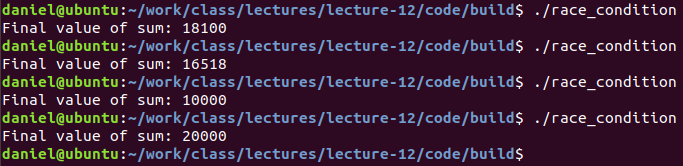 daniel@ubuntu:~/work/class/lectures/lecture-12/code/build$ ./race_condition
Final value of sum: 18100
daniel@ubuntu:~/work/class/lectures/lecture-12/code/build$ ./race_condition
Final value of sum: 16518
daniel@ubuntu:~/work/class/lectures/lecture-12/code/build$ ./race_condition
Final value of sum: 10000
daniel@ubuntu:~/work/class/lectures/lecture-12/code/build$ ./race_condition
Final value of sum: 20000
daniel@ubuntu:~/work/class/lectures/lecture-12/code/build$